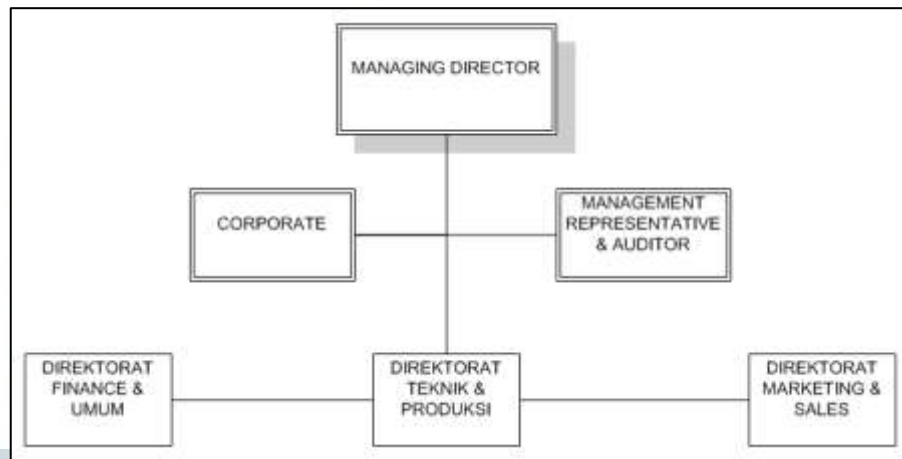 MANAGING DIRECTOR
CORPORATE
MANAGEMENT
REPRESENTATIVE
& AUDITOR
DIREKTORAT
FINANCE &
UMUM
DIREKTORAT
TEKNIK &
PRODUKSI
DIREKTORAT
MARKETING &
SALES